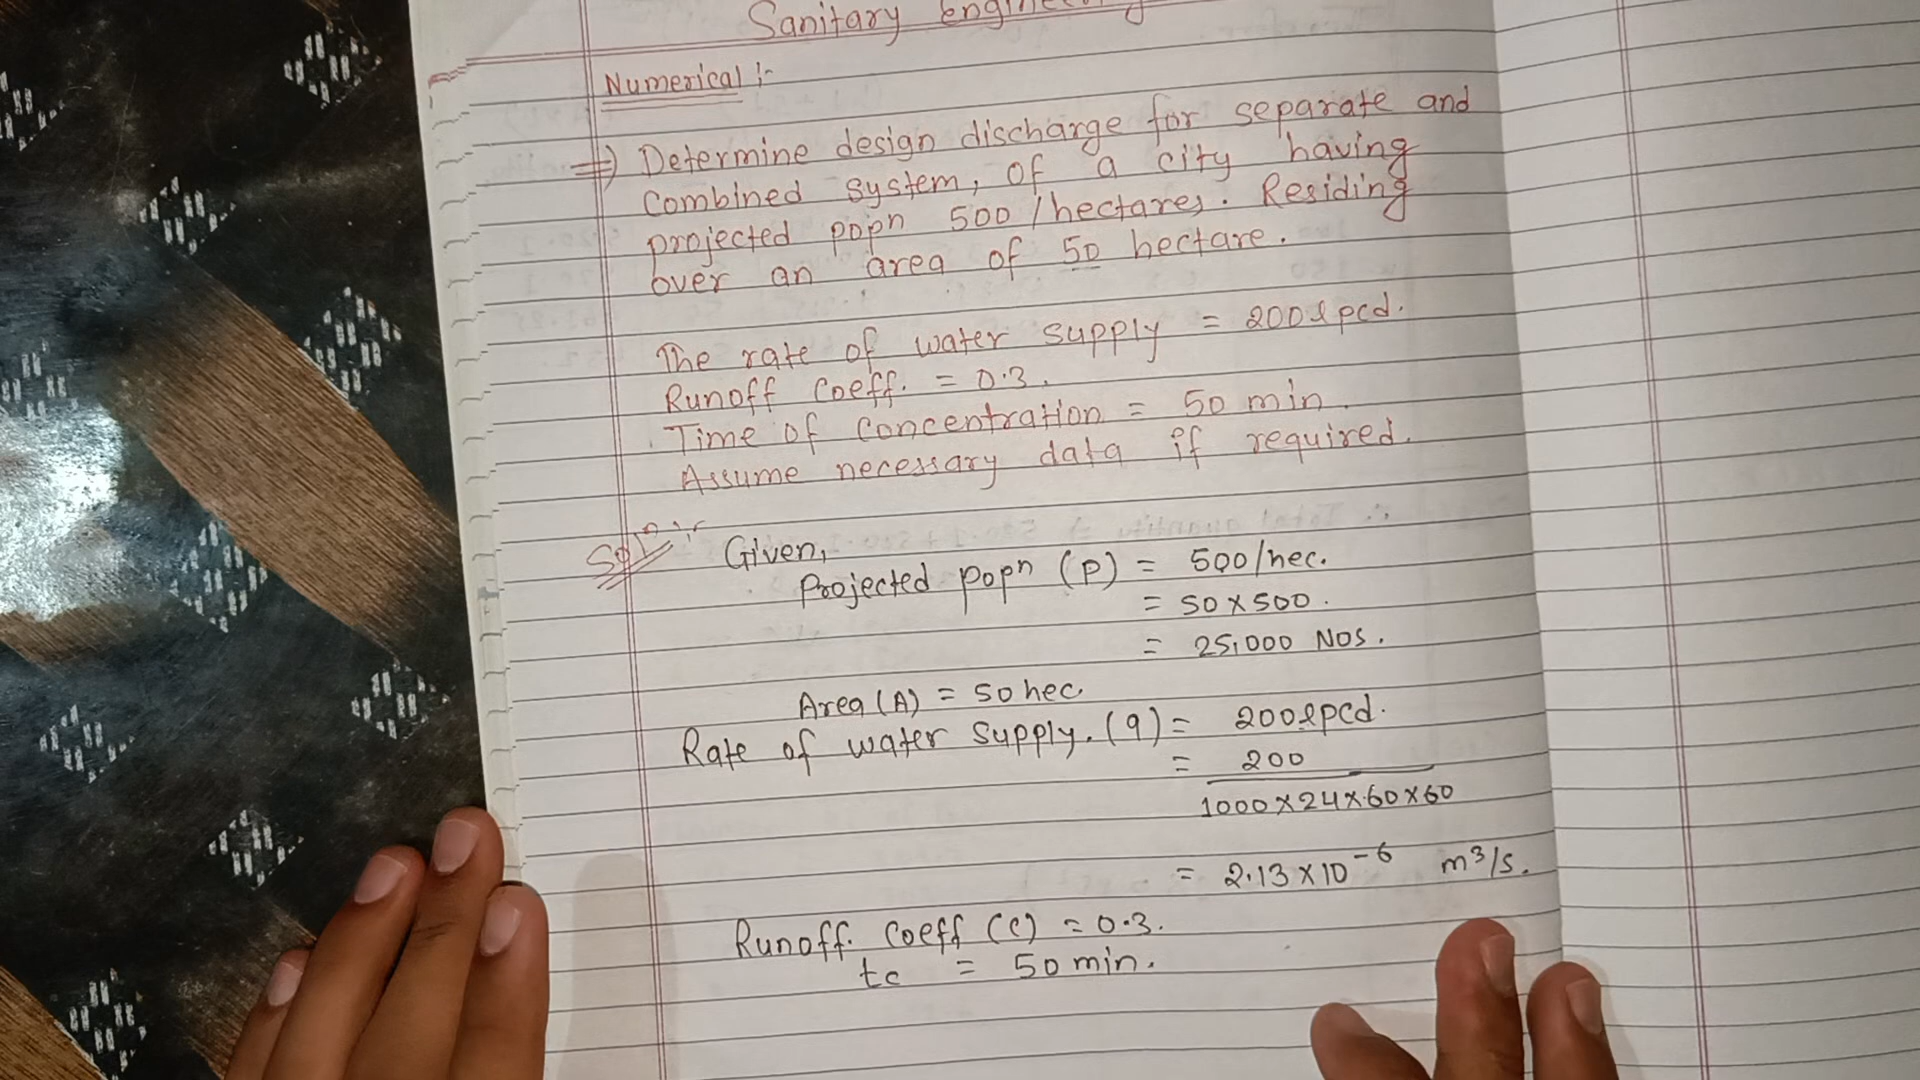 Sanitary engineering
Numerical :-
⇒) Determine design discharge for separate and
combined system, of a city having
projected popn 500 / hectares. Residing
over an area of 50 hectare.
The rate of water supply = 200 lpcd.
Runoff coeff. = 0.3.
Time of concentration = 50 min.
Assume necessary data if required.
Soln :-
Given,
Projected popn (P) = 500/hec.
= 50 x 500.
= 25,000 NOS.
Area (A) = 50 hec.
Rate of water supply. (q) = 200 lpcd.
= 200
1000 x 24 x 60 x 60
= 2.13 x 10⁻⁶ m³/s.
Runoff. coeff (c) = 0.3.
tc = 50 min.